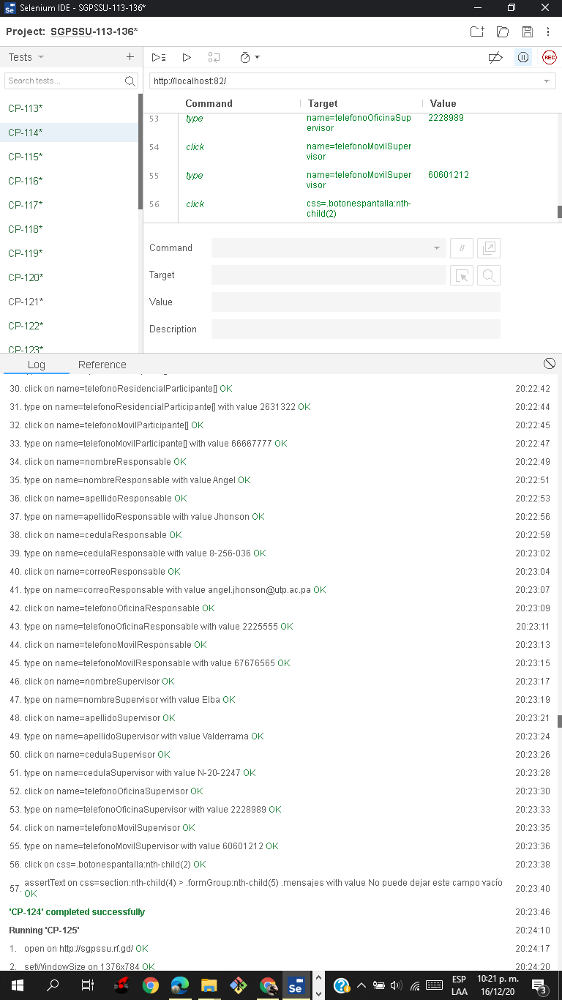 Selenium IDE - SGPSSU-113-136*
Project: SGPSSU-113-136*
Tests
Search tests...
CP-113*
CP-114*
CP-115*
CP-116*
CP-117*
CP-118*
CP-119*
CP-120*
CP-121*
CP-122*
CP-123*
REC
http://localhost:82/
Command Target Value
53 type name=telefonoOficinaSup 2228989
ervisor
54 click name=telefonoMovilSuper
visor
55 type name=telefonoMovilSuper 60601212
visor
56 click css=.botonespantalla:nth-
child(2)
Command //
Target
Value
Description
Log Reference
30. click on name=telefonoResidencialParticipante[] OK 20:22:42
31. type on name=telefonoResidencialParticipante[] with value 2631322 OK 20:22:44
32. click on name=telefonoMovilParticipante[] OK 20:22:45
33. type on name=telefonoMovilParticipante[] with value 66667777 OK 20:22:47
34. click on name=nombreResponsable OK 20:22:49
35. type on name=nombreResponsable with value Angel OK 20:22:51
36. click on name=apellidoResponsable OK 20:22:53
37. type on name=apellidoResponsable with value Jhonson OK 20:22:56
38. click on name=cedulaResponsable OK 20:22:59
39. type on name=cedulaResponsable with value 8-256-036 OK 20:23:02
40. click on name=correoResponsable OK 20:23:04
41. type on name=correoResponsable with value angel.jhonson@utp.ac.pa OK 20:23:07
42. click on name=telefonoOficinaResponsable OK 20:23:09
43. type on name=telefonoOficinaResponsable with value 2225555 OK 20:23:11
44. click on name=telefonoMovilResponsable OK 20:23:13
45. type on name=telefonoMovilResponsable with value 67676565 OK 20:23:15
46. click on name=nombreSupervisor OK 20:23:17
47. type on name=nombreSupervisor with value Elba OK 20:23:19
48. click on name=apellidoSupervisor OK 20:23:21
49. type on name=apellidoSupervisor with value Valderrama OK 20:23:24
50. click on name=cedulaSupervisor OK 20:23:26
51. type on name=cedulaSupervisor with value N-20-2247 OK 20:23:28
52. click on name=telefonoOficinaSupervisor OK 20:23:30
53. type on name=telefonoOficinaSupervisor with value 2228989 OK 20:23:33
54. click on name=telefonoMovilSupervisor OK 20:23:35
55. type on name=telefonoMovilSupervisor with value 60601212 OK 20:23:36
56. click on css=.botonespantalla:nth-child(2) OK 20:23:38
57. assertText on css=section:nth-child(4) > .formGroup:nth-child(5) .mensajes with value No puede dejar este campo vacío 20:23:40
OK
'CP-124' completed successfully 20:23:46
Running 'CP-125' 20:24:10
1. open on http://sgpssu.rf.gd/ OK 20:24:17
2. setWindowSize on 1376x784 OK 20:24:20
Se
ESP 10:21 p. m.
LAA 16/12/20
3